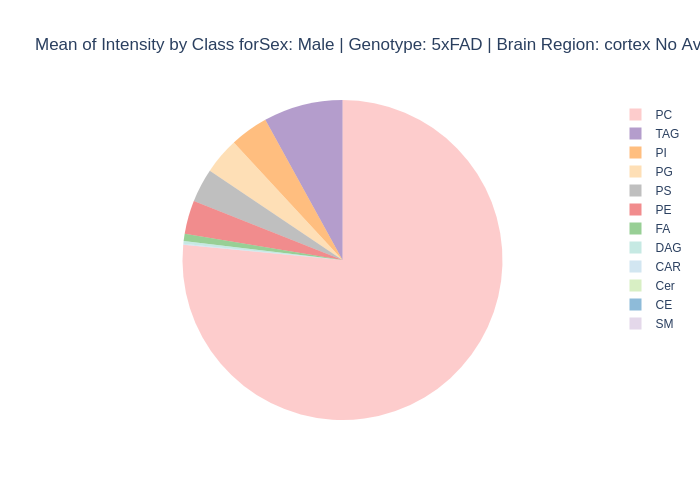 Mean of Intensity by Class forSex: Male | Genotype: 5xFAD | Brain Region: cortex No Av
PC
TAG
PI
PG
PS
PE
FA
DAG
CAR
Cer
CE
SM